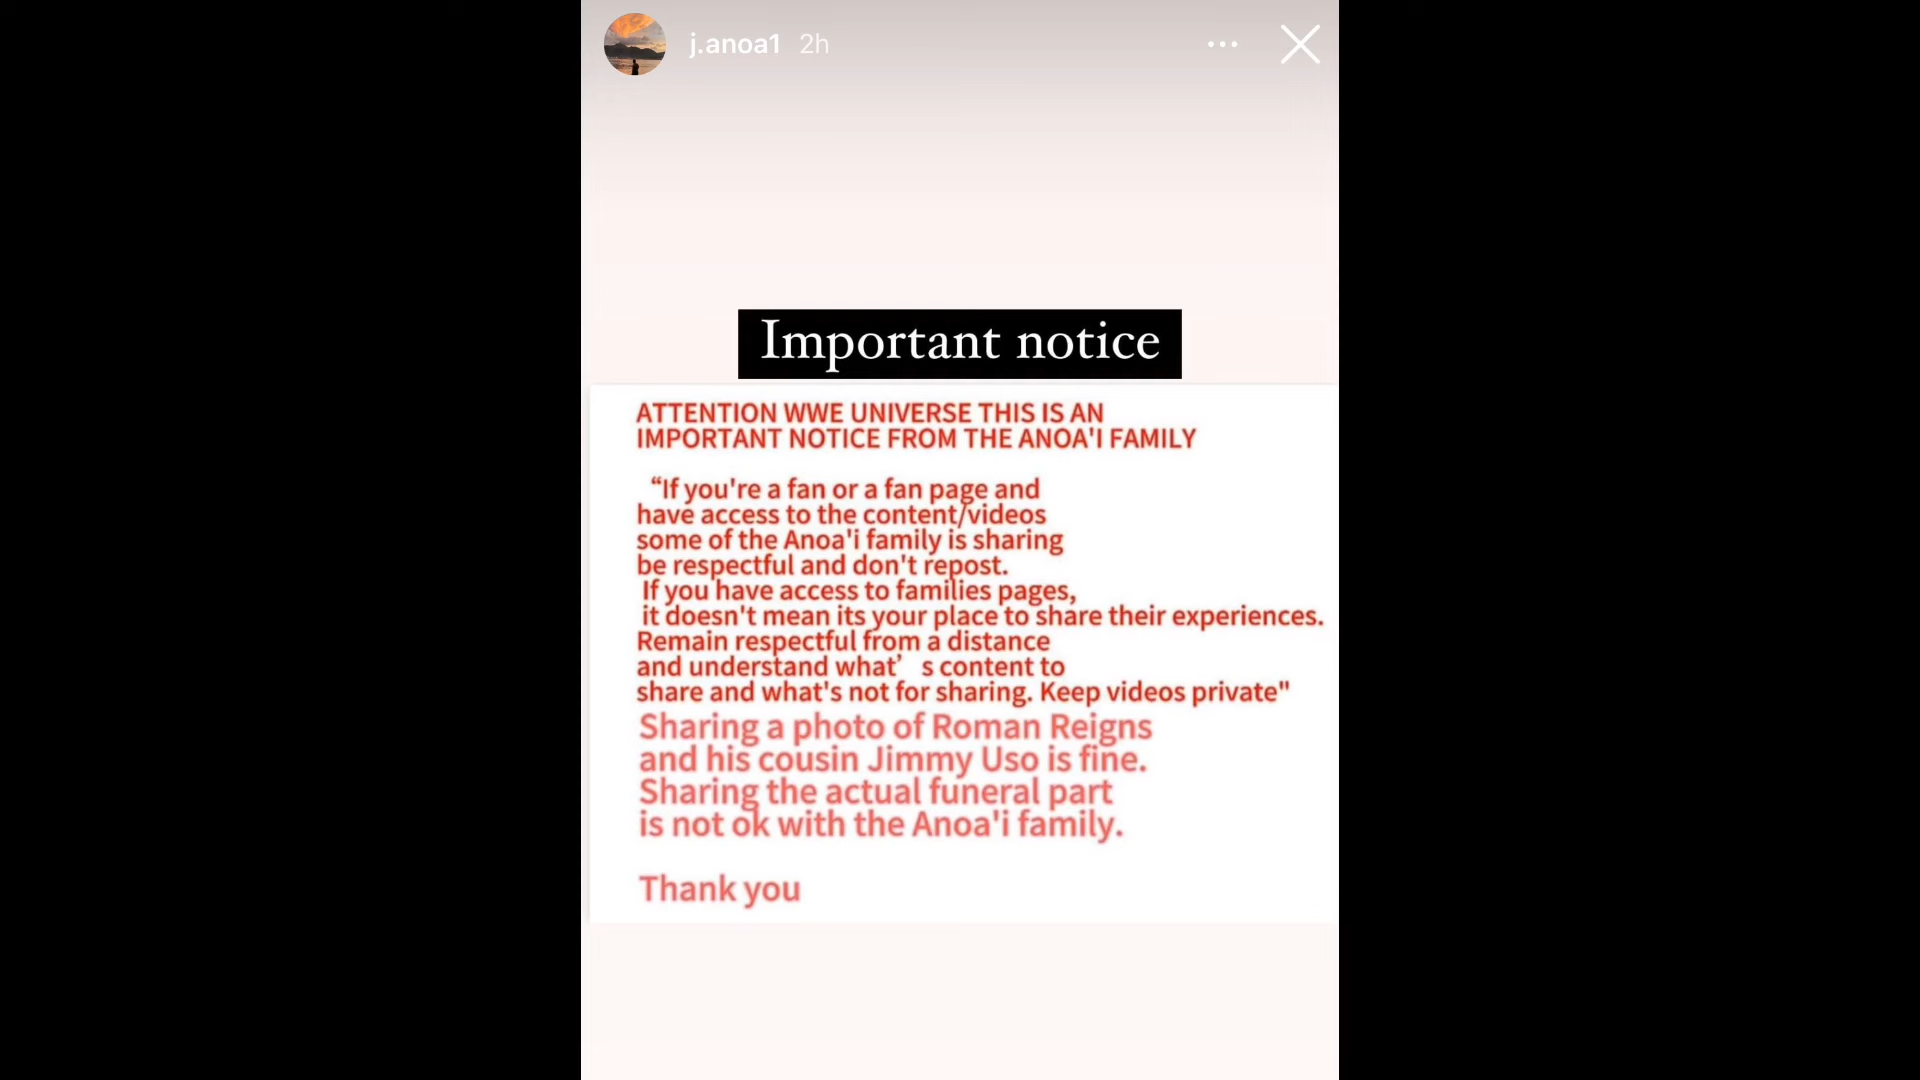 j.anoa1 2h
Important notice
ATTENTION WWE UNIVERSE THIS IS AN
IMPORTANT NOTICE FROM THE ANOA'I FAMILY
“If you're a fan or a fan page and
have access to the content/videos
some of the Anoa'i family is sharing
be respectful and don't repost.
If you have access to families pages,
it doesn't mean its your place to share their experiences.
Remain respectful from a distance
and understand what’ s content to
share and what's not for sharing. Keep videos private"
Sharing a photo of Roman Reigns
and his cousin Jimmy Uso is fine.
Sharing the actual funeral part
is not ok with the Anoa'i family.
Thank you